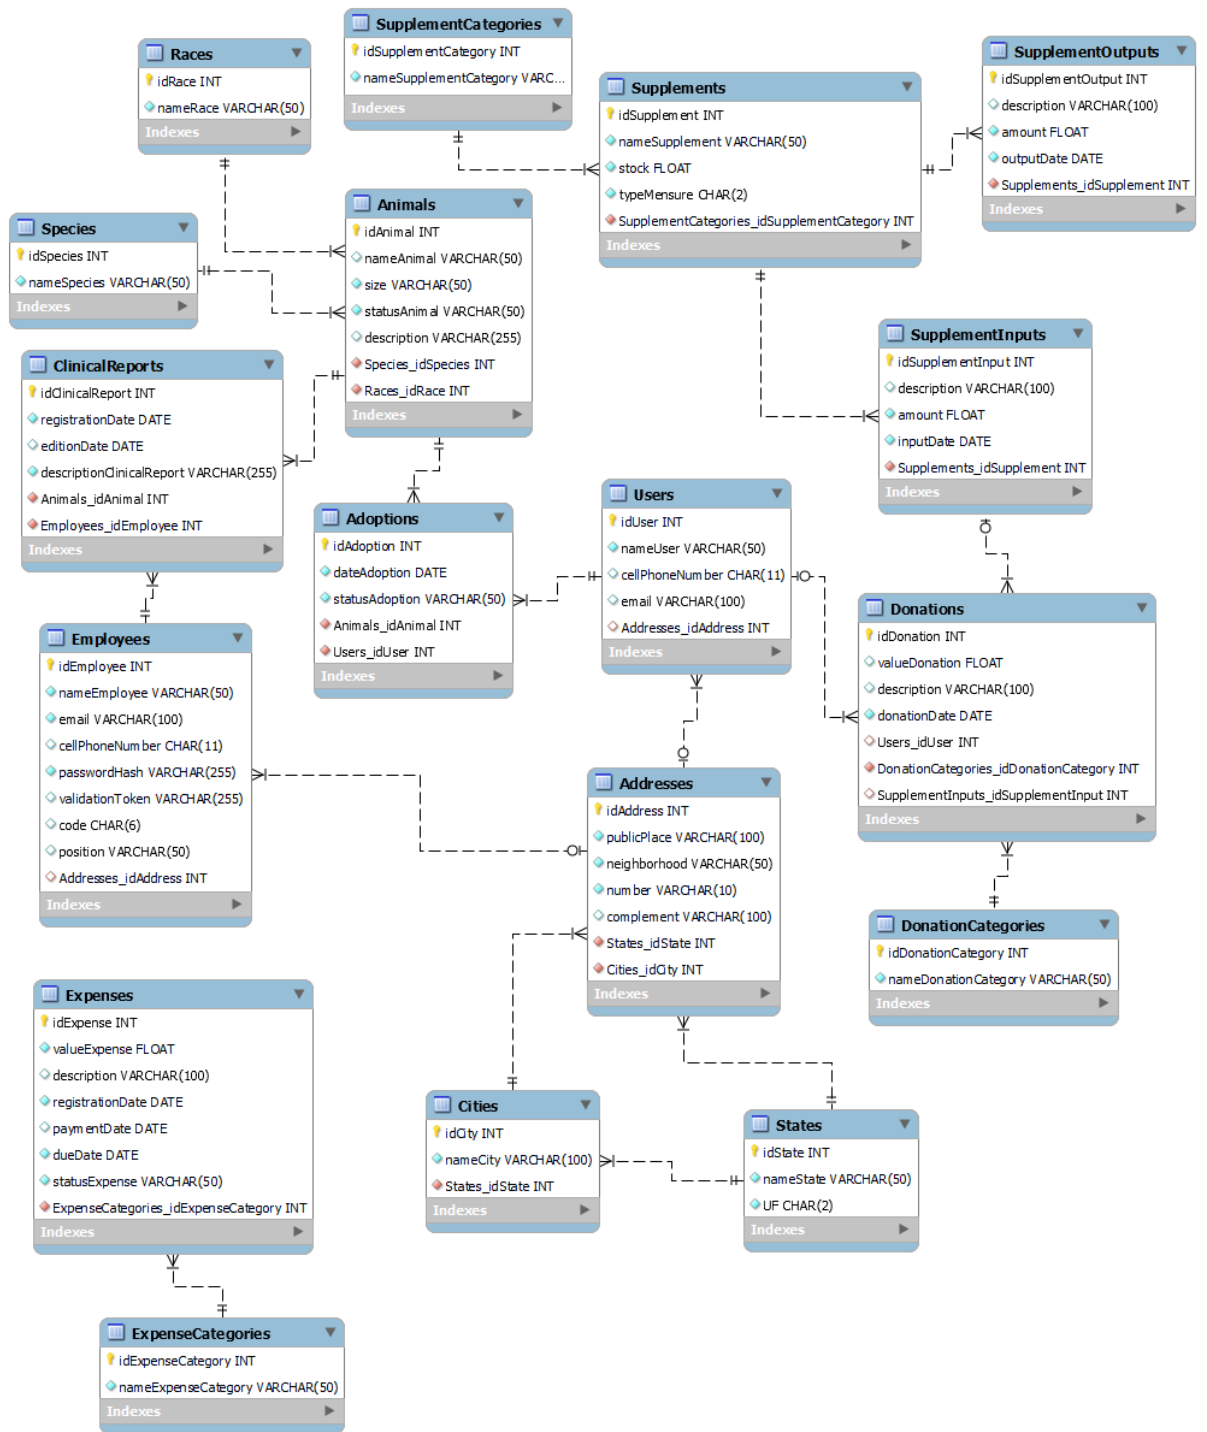 SupplementCategories
idSupplementCategory INT
nameSupplementCategory VARC...
Indexes
Races
idRace INT
nameRace VARCHAR(50)
Indexes
SupplementOutputs
idSupplementOutput INT
description VARCHAR(100)
amount FLOAT
outputDate DATE
Supplements_idSupplement INT
Indexes
Supplements
idSupplement INT
nameSupplement VARCHAR(50)
stock FLOAT
typeMensure CHAR(2)
SupplementCategories_idSupplementCategory INT
Indexes
Animals
idAnimal INT
nameAnimal VARCHAR(50)
size VARCHAR(50)
statusAnimal VARCHAR(50)
description VARCHAR(255)
Species_idSpecies INT
Races_idRace INT
Indexes
Species
idSpecies INT
nameSpecies VARCHAR(50)
Indexes
SupplementInputs
idSupplementInput INT
description VARCHAR(100)
amount FLOAT
inputDate DATE
Supplements_idSupplement INT
Indexes
ClinicalReports
idClinicalReport INT
registrationDate DATE
editionDate DATE
descriptionClinicalReport VARCHAR(255)
Animals_idAnimal INT
Employees_idEmployee INT
Indexes
Adoptions
idAdoption INT
dateAdoption DATE
statusAdoption VARCHAR(50)
Animals_idAnimal INT
Users_idUser INT
Indexes
Users
idUser INT
nameUser VARCHAR(50)
cellPhoneNumber CHAR(11)
email VARCHAR(100)
Addresses_idAddress INT
Indexes
Donations
idDonation INT
valueDonation FLOAT
description VARCHAR(100)
donationDate DATE
Users_idUser INT
DonationCategories_idDonationCategory INT
SupplementInputs_idSupplementInput INT
Indexes
Employees
idEmployee INT
nameEmployee VARCHAR(50)
email VARCHAR(100)
cellPhoneNumber CHAR(11)
passwordHash VARCHAR(255)
validationToken VARCHAR(255)
code CHAR(6)
position VARCHAR(50)
Addresses_idAddress INT
Indexes
Addresses
idAddress INT
publicPlace VARCHAR(100)
neighborhood VARCHAR(50)
number VARCHAR(10)
complement VARCHAR(100)
States_idState INT
Cities_idCity INT
Indexes
DonationCategories
idDonationCategory INT
nameDonationCategory VARCHAR(50)
Indexes
Expenses
idExpense INT
valueExpense FLOAT
description VARCHAR(100)
registrationDate DATE
paymentDate DATE
dueDate DATE
statusExpense VARCHAR(50)
ExpenseCategories_idExpenseCategory INT
Indexes
Cities
idCity INT
nameCity VARCHAR(100)
States_idState INT
Indexes
States
idState INT
nameState VARCHAR(50)
UF CHAR(2)
Indexes
ExpenseCategories
idExpenseCategory INT
nameExpenseCategory VARCHAR(50)
Indexes